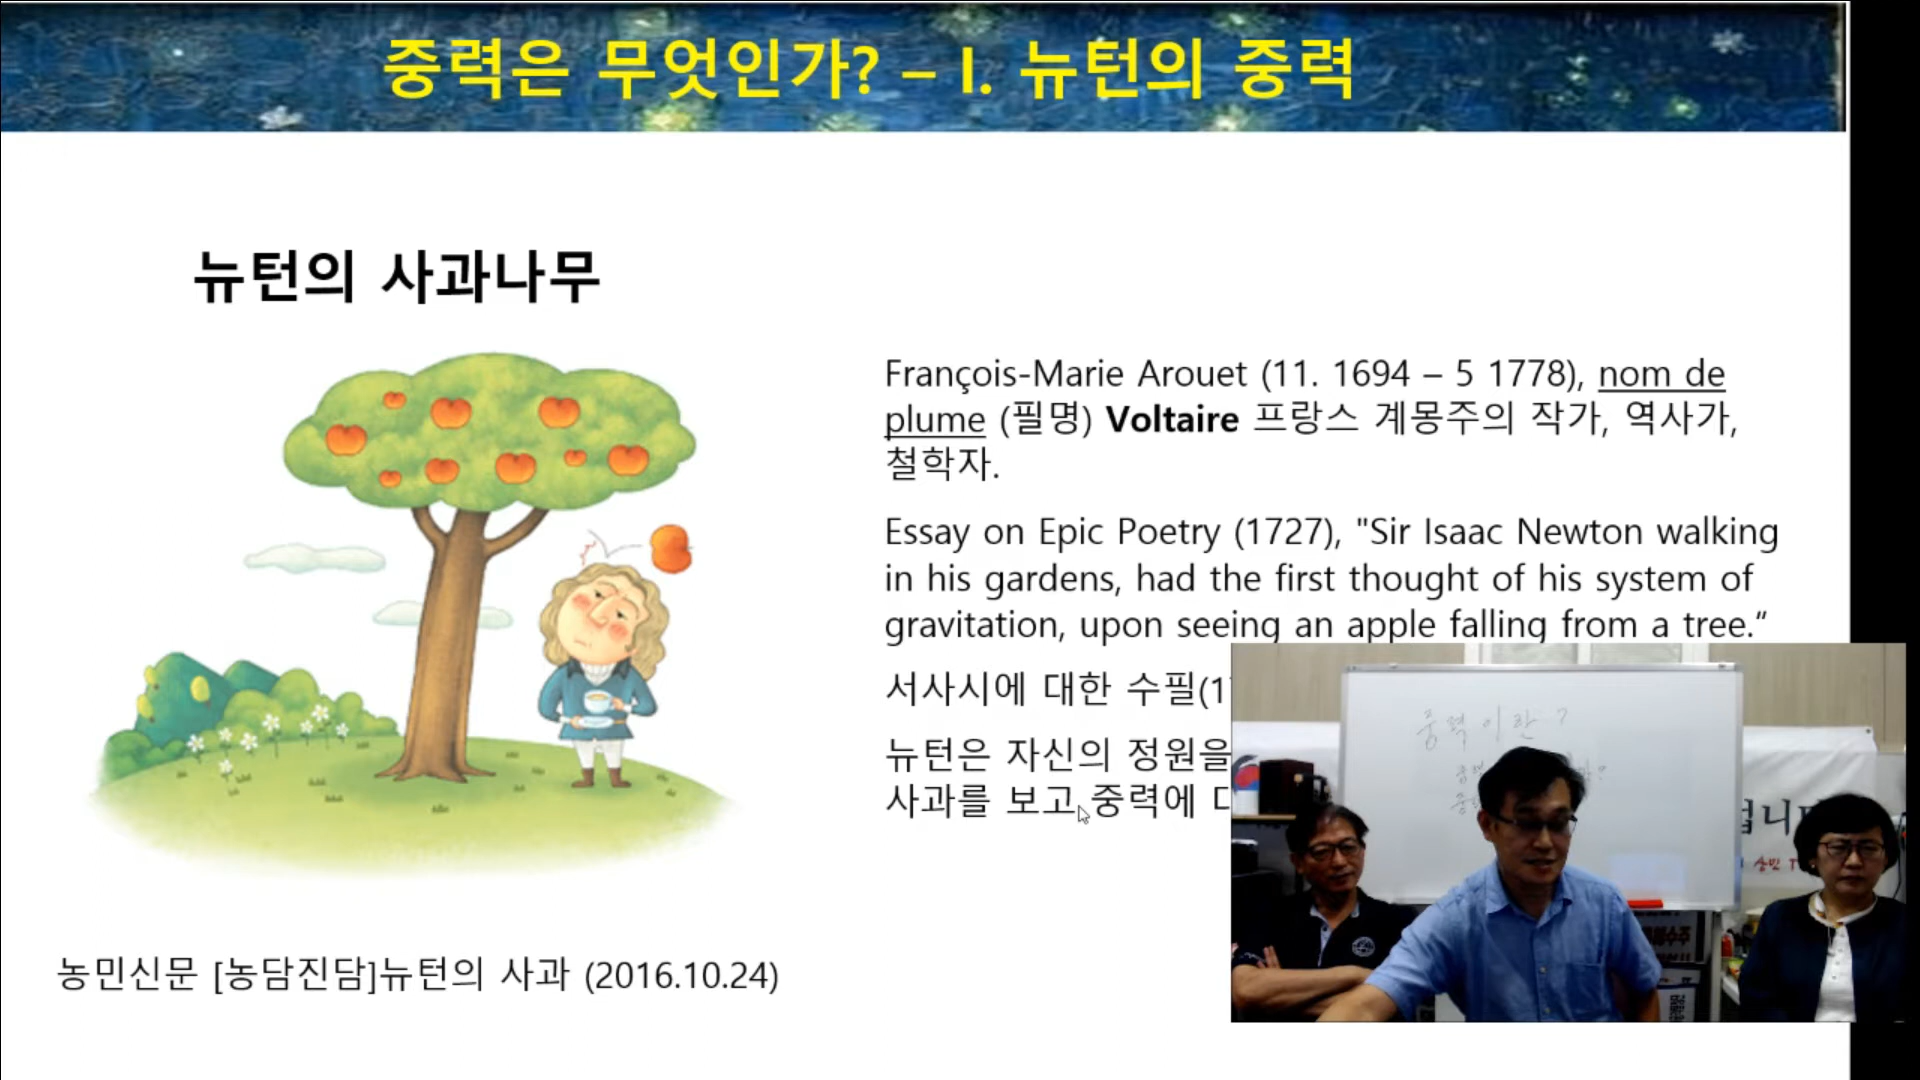 중력은 무엇인가? – I. 뉴턴의 중력
뉴턴의 사과나무
François-Marie Arouet (11. 1694 – 5 1778), nom de
plume (필명) Voltaire 프랑스 계몽주의 작가, 역사가,
철학자.
Essay on Epic Poetry (1727), "Sir Isaac Newton walking
in his gardens, had the first thought of his system of
gravitation, upon seeing an apple falling from a tree.“
서사시에 대한 수필(1
뉴턴은 자신의 정원을
사과를 보고 중력에
농민신문 [농담진담]뉴턴의 사과 (2016.10.24)
중력이란?